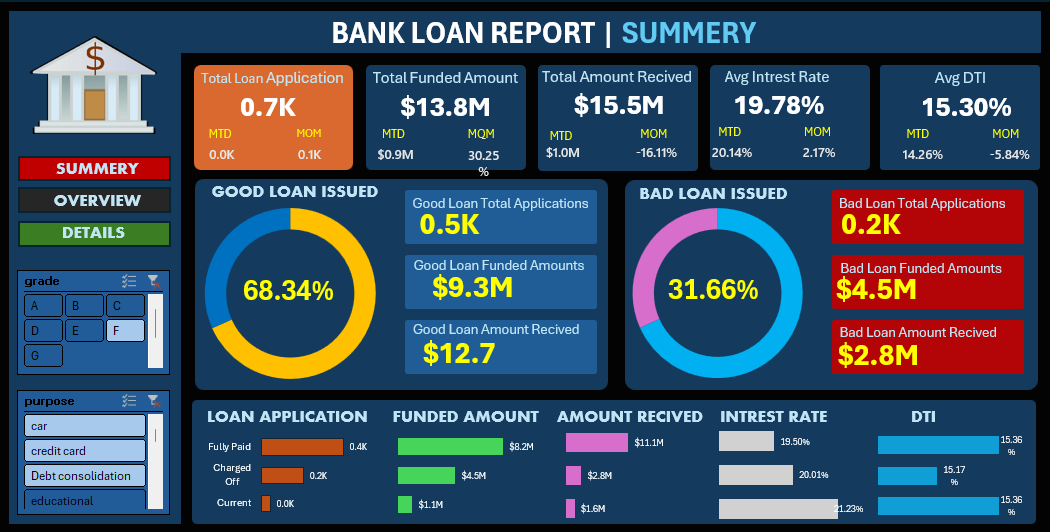 BANK LOAN REPORT | SUMMERY
$
SUMMERY
OVERVIEW
DETAILS
grade
A B C
D E F
G
purpose
car
credit card
Debt consolidation
educational
Total Loan Application
0.7K
MTD MOM
0.0K 0.1K
Total Funded Amount
$13.8M
MTD MQM
$0.9M 30.25
%
Total Amount Recived
$15.5M
MTD MOM
$1.0M -16.11%
Avg Intrest Rate
19.78%
MTD MOM
20.14% 2.17%
Avg DTI
15.30%
MTD MOM
14.26% -5.84%
GOOD LOAN ISSUED
68.34%
Good Loan Total Applications
0.5K
Good Loan Funded Amounts
$9.3M
Good Loan Amount Recived
$12.7
BAD LOAN ISSUED
31.66%
Bad Loan Total Applications
0.2K
Bad Loan Funded Amounts
$4.5M
Bad Loan Amount Recived
$2.8M
LOAN APPLICATION
Fully Paid 0.4K
Charged
Off 0.2K
Current 0.0K
FUNDED AMOUNT
$8.2M
$4.5M
$1.1M
AMOUNT RECIVED
$11.1M
$2.8M
$1.6M
INTREST RATE
19.50%
20.01%
21.23%
DTI
15.36
%
15.17
%
15.36
%